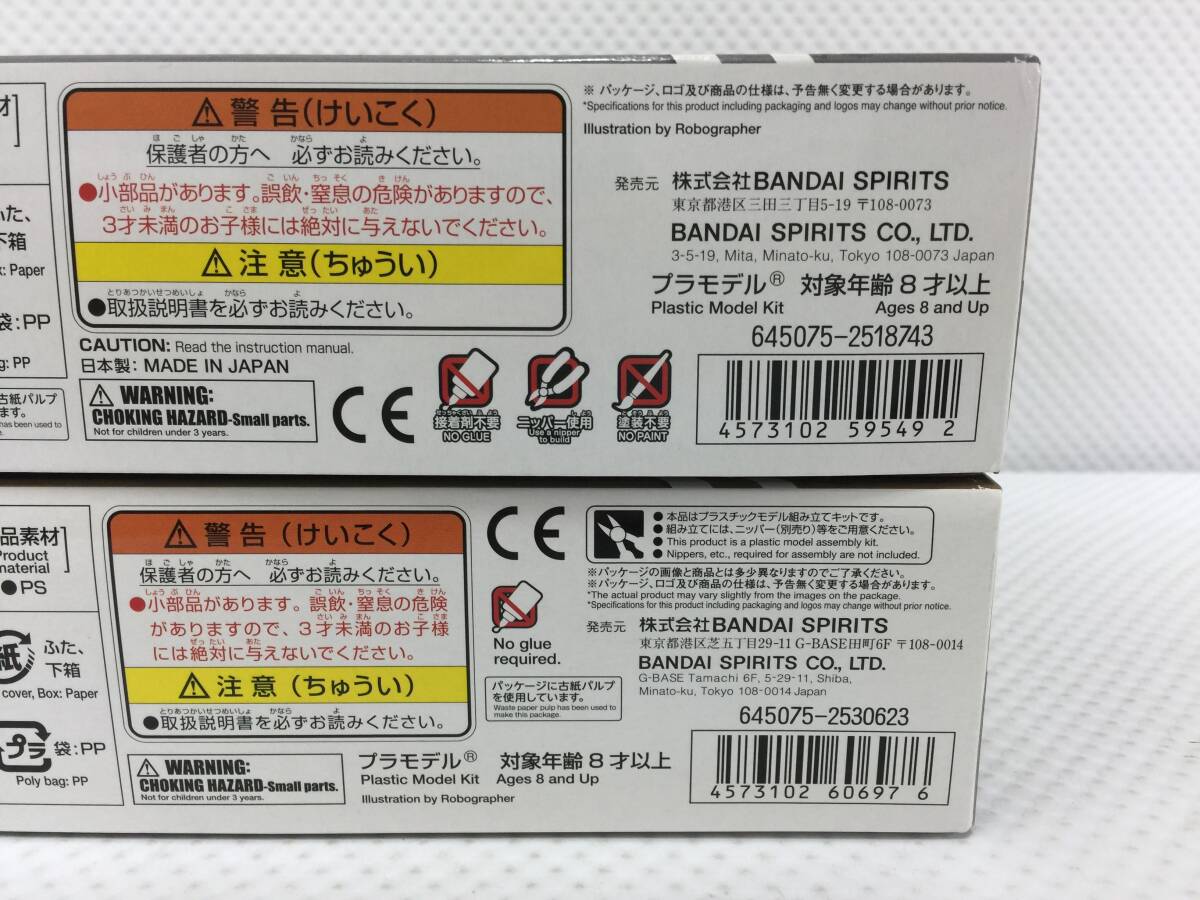 材]
ふた、
下箱
x: Paper
袋:PP
ag: PP
古紙パルプ
ます。
has been used to
e.
⚠ 警告(けいこく)
保護者の方へ 必ずお読みください。
●小部品があります。誤飲・窒息の危険がありますので、
3才未満のお子様には絶対に与えないでください。
⚠ 注意(ちゅうい)
●取扱説明書を必ずお読みください。
CAUTION: Read the instruction manual.
日本製: MADE IN JAPAN
⚠ WARNING:
CHOKING HAZARD-Small parts.
Not for children under 3 years.
CE
接着剤不要
NO GLUE
ニッパー使用
Use a nipper
to build
塗装不要
NO PAINT
※ パッケージ、ロゴ及び商品の仕様は、予告無く変更する場合があります。
*Specifications for this product including packaging and logos may change without prior notice.
Illustration by Robographer
発売元 株式会社BANDAI SPIRITS
東京都港区三田三丁目5-19 〒108-0073
BANDAI SPIRITS CO., LTD.
3-5-19, Mita, Minato-ku, Tokyo 108-0073 Japan
プラモデル® 対象年齢 8 才以上
Plastic Model Kit Ages 8 and Up
645075-2518743
4573102 59549 2
品素材]
Product
material
●PS
紙
ふた、
下箱
cover, Box: Paper
プラ
袋:PP
Poly bag: PP
⚠ 警告 (けいこく)
保護者の方へ 必ずお読みください。
●小部品があります。誤飲・窒息の危険
がありますので、3才未満のお子様
には絶対に与えないでください。
⚠ 注意 (ちゅうい)
●取扱説明書を必ずお読みください。
⚠ WARNING:
CHOKING HAZARD-Small parts.
Not for children under 3 years.
CE
No glue
required.
パッケージに古紙パルプ
を使用しています。
Waste paper pulp has been used to
make this package.
プラモデル® 対象年齢 8 才以上
Plastic Model Kit Ages 8 and Up
Illustration by Robographer
● 本品はプラスチックモデル組み立てキットです。
● 組み立てには、ニッパー(別売り)等をご用意ください。
● This product is a plastic model assembly kit.
● Nippers, etc., required for assembly are not included.
※パッケージの画像と商品とは多少異なりますのでご了承ください。
※パッケージ、ロゴ及び商品の仕様は、予告無く変更する場合があります。
*The actual product may vary slightly from the images on the package.
*Specifications for this product including packaging and logos may change without prior notice.
発売元 株式会社BANDAI SPIRITS
東京都港区芝五丁目29-11 G-BASE田町6F 〒108-0014
BANDAI SPIRITS CO., LTD.
G-BASE Tamachi 6F, 5-29-11, Shiba,
Minato-ku, Tokyo 108-0014 Japan
645075-2530623
4573102 60697 6